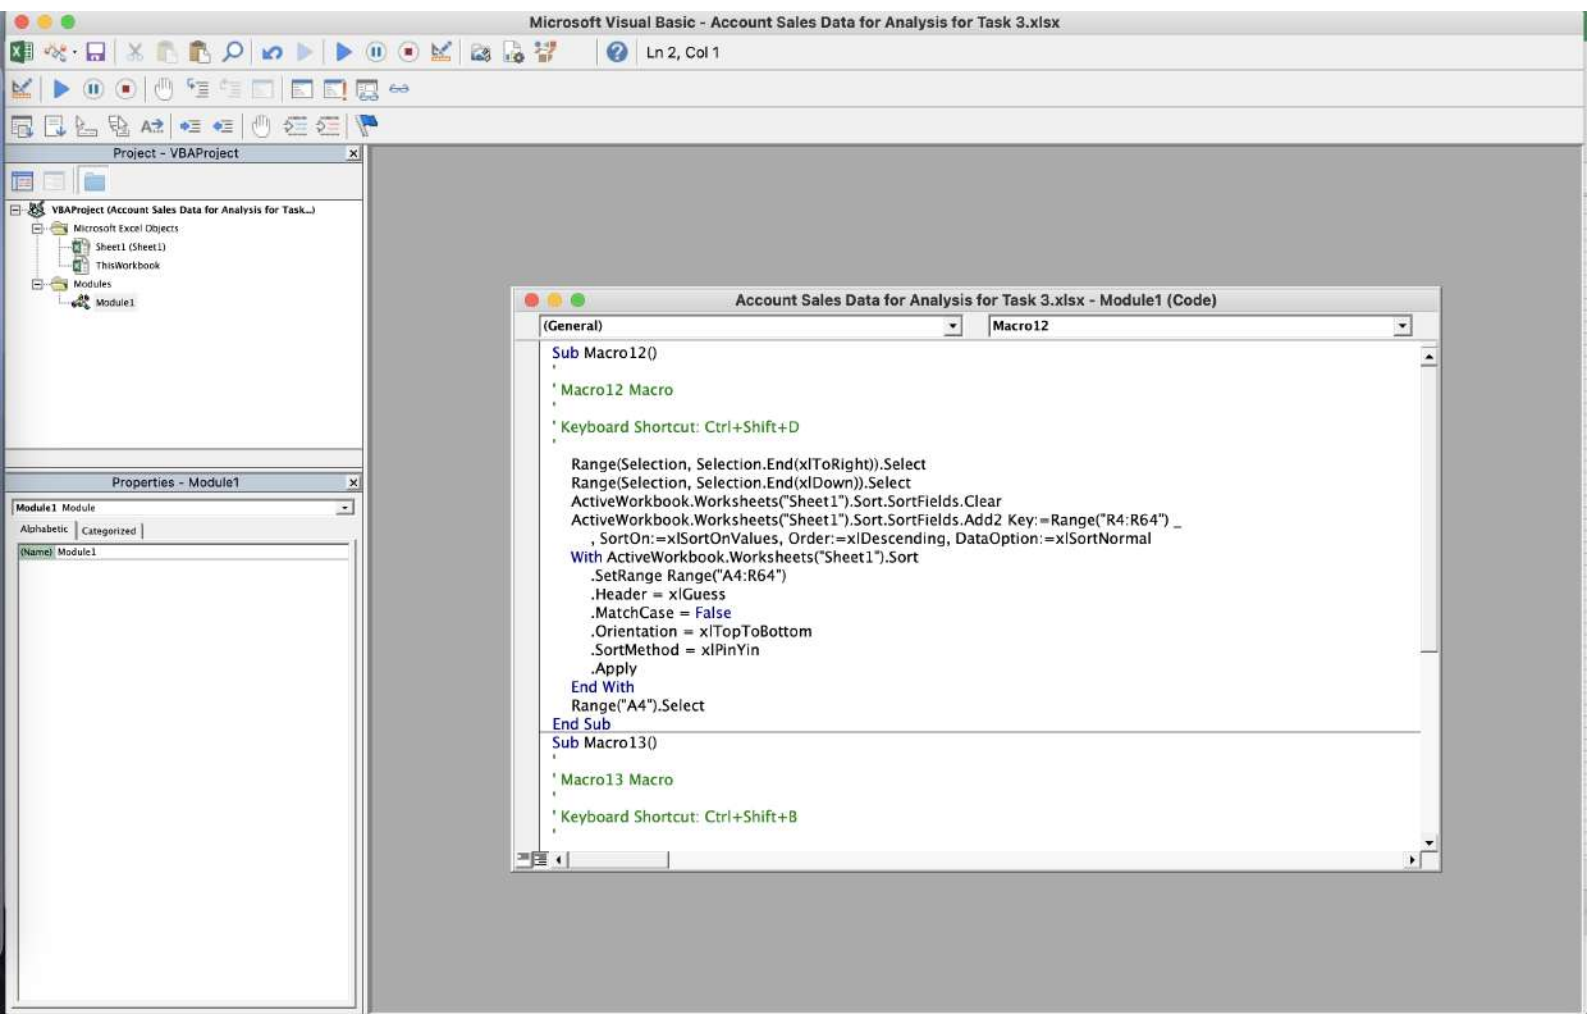 Microsoft Visual Basic - Account Sales Data for Analysis for Task 3.xlsx
Ln 2, Col 1
Project - VBAProject
VBAProject (Account Sales Data for Analysis for Task...)
Microsoft Excel Objects
Sheet1 (Sheet1)
ThisWorkbook
Modules
Module1
Properties - Module1
Module1 Module
Alphabetic Categorized
(Name) Module1
Account Sales Data for Analysis for Task 3.xlsx - Module1 (Code)
(General) Macro12
Sub Macro12()
'
' Macro12 Macro
'
' Keyboard Shortcut: Ctrl+Shift+D
'
Range(Selection, Selection.End(xlToRight)).Select
Range(Selection, Selection.End(xlDown)).Select
ActiveWorkbook.Worksheets("Sheet1").Sort.SortFields.Clear
ActiveWorkbook.Worksheets("Sheet1").Sort.SortFields.Add2 Key:=Range("R4:R64") _
, SortOn:=xlSortOnValues, Order:=xlDescending, DataOption:=xlSortNormal
With ActiveWorkbook.Worksheets("Sheet1").Sort
.SetRange Range("A4:R64")
.Header = xlGuess
.MatchCase = False
.Orientation = xlTopToBottom
.SortMethod = xlPinYin
.Apply
End With
Range("A4").Select
End Sub
Sub Macro13()
'
' Macro13 Macro
'
' Keyboard Shortcut: Ctrl+Shift+B
'